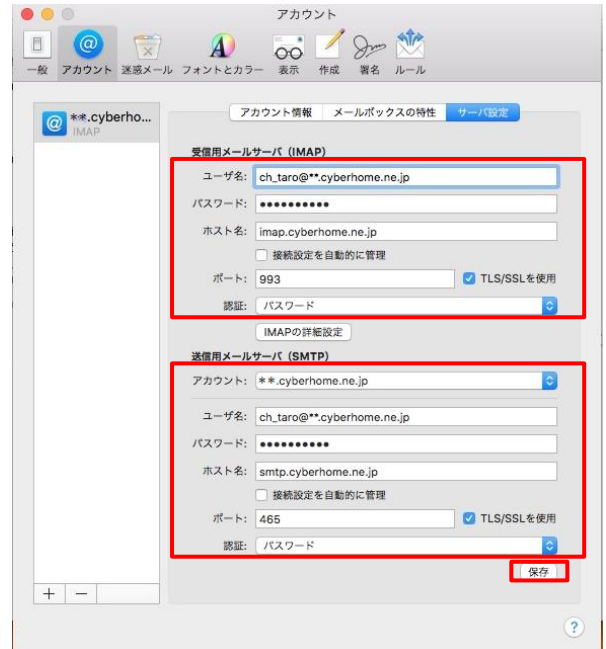 アカウント
一般 アカウント 迷惑メール フォントとカラー 表示 作成 署名 ルール
**.cyberho...
IMAP
アカウント情報 メールボックスの特性 サーバ設定
受信用メールサーバ（IMAP）
ユーザ名: ch_taro@**.cyberhome.ne.jp
パスワード: ●●●●●●●●●●
ホスト名: imap.cyberhome.ne.jp
接続設定を自動的に管理
ポート: 993 TLS/SSLを使用
認証: パスワード
IMAPの詳細設定
送信用メールサーバ（SMTP）
アカウント: **.cyberhome.ne.jp
ユーザ名: ch_taro@**.cyberhome.ne.jp
パスワード: ●●●●●●●●●●
ホスト名: smtp.cyberhome.ne.jp
接続設定を自動的に管理
ポート: 465 TLS/SSLを使用
認証: パスワード
保存
+ −
?